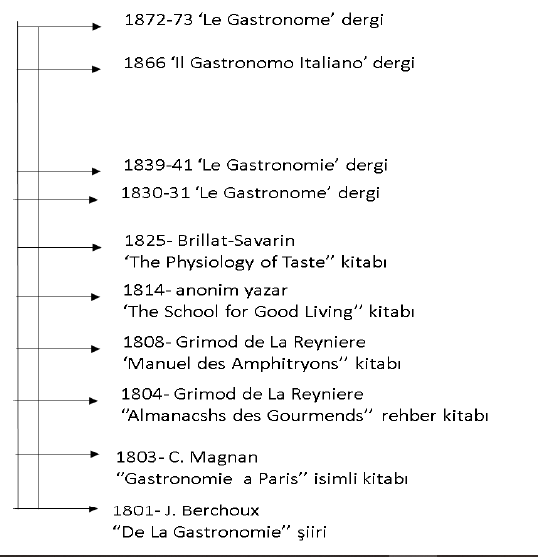 1872-73 ‘Le Gastronome’ dergi
1866 ‘Il Gastronomo Italiano’ dergi
1839-41 ‘Le Gastronomie’ dergi
1830-31 ‘Le Gastronome’ dergi
1825- Brillat-Savarin
‘The Physiology of Taste’’ kitabı
1814- anonim yazar
‘The School for Good Living’’ kitabı
1808- Grimod de La Reyniere
‘Manuel des Amphitryons’’ kitabı
1804- Grimod de La Reyniere
‘’Almanacshs des Gourmends’’ rehber kitabı
1803- C. Magnan
‘’Gastronomie a Paris’’ isimli kitabı
1801- J. Berchoux
‘’De La Gastronomie’’ şiiri